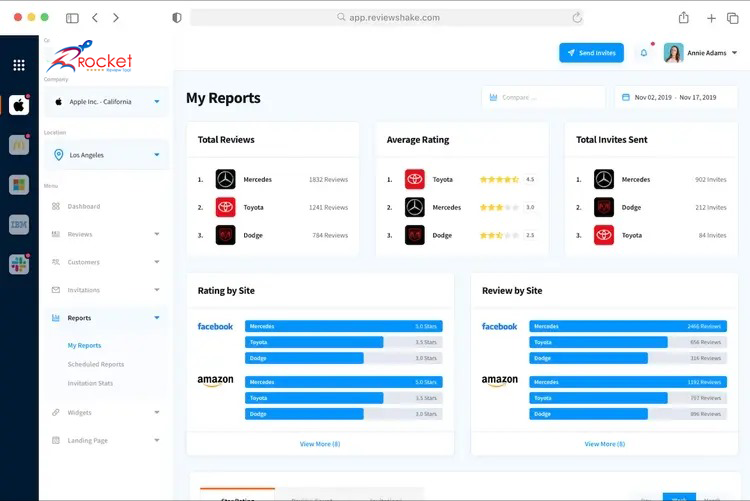 app.reviewshake.com
Rocket
Review Tool
Send Invites
Annie Adams
Company
Apple Inc. - California
Location
Los Angeles
Menu
Dashboard
Reviews
Customers
Invitations
Reports
My Reports
Scheduled Reports
Invitation Stats
Widgets
Landing Page
My Reports
Compare ...
Nov 02, 2019 - Nov 17, 2019
Total Reviews
1. Mercedes 1832 Reviews
2. Toyota 1241 Reviews
3. Dodge 784 Reviews
Average Rating
1. Toyota 4.5
2. Mercedes 3.0
3. Dodge 2.5
Total Invites Sent
1. Mercedes 902 Invites
2. Dodge 212 Invites
3. Toyota 84 Invites
Rating by Site
facebook
Mercedes 5.0 Stars
Toyota 3.5 Stars
Dodge 3.0 Stars
amazon
Mercedes 5.0 Stars
Toyota 3.5 Stars
Dodge 3.0 Stars
View More (8)
Review by Site
facebook
Mercedes Reviews
Toyota 656 Reviews
Dodge 316 Reviews
amazon
Mercedes Reviews
Toyota Reviews
Dodge 896 Reviews
View More (8)
IBM